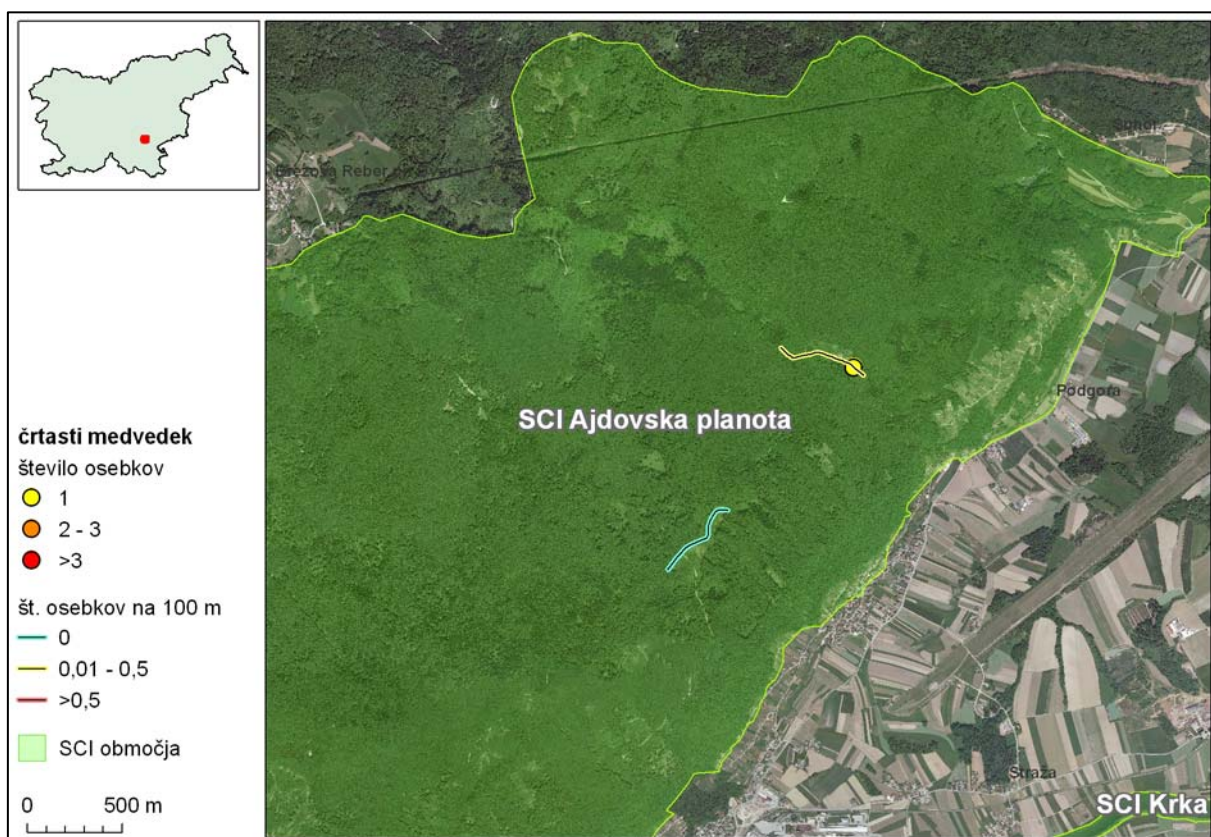 črtasti medvedek
število osebkov
1
2 - 3
>3
št. osebkov na 100 m
0
0,01 - 0,5
>0,5
SCI območja
0 500 m
SCI Ajdovska planota
Podgora
Straža
SCI Krka